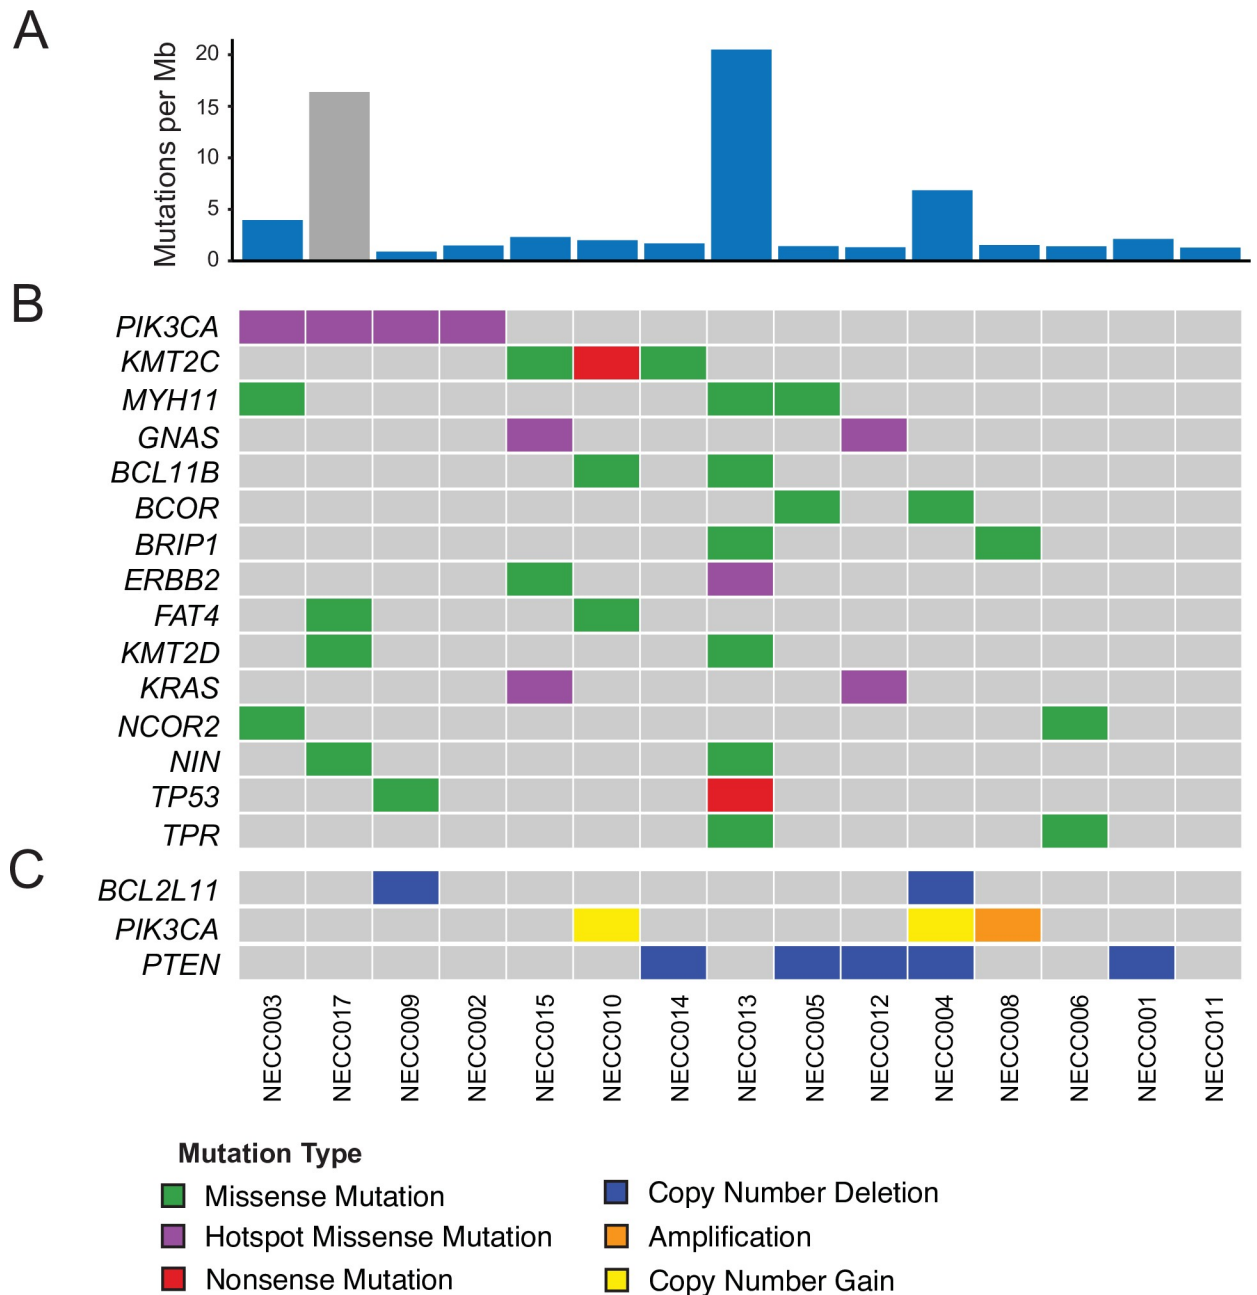 A
Mutations per Mb
20
15
10
5
0
B
PIK3CA
KMT2C
MYH11
GNAS
BCL11B
BCOR
BRIP1
ERBB2
FAT4
KMT2D
KRAS
NCOR2
NIN
TP53
TPR
C
BCL2L11
PIK3CA
PTEN
NECC003
NECC017
NECC009
NECC002
NECC015
NECC010
NECC014
NECC013
NECC005
NECC012
NECC004
NECC008
NECC006
NECC001
NECC011
Mutation Type
Missense Mutation
Hotspot Missense Mutation
Nonsense Mutation
Copy Number Deletion
Amplification
Copy Number Gain